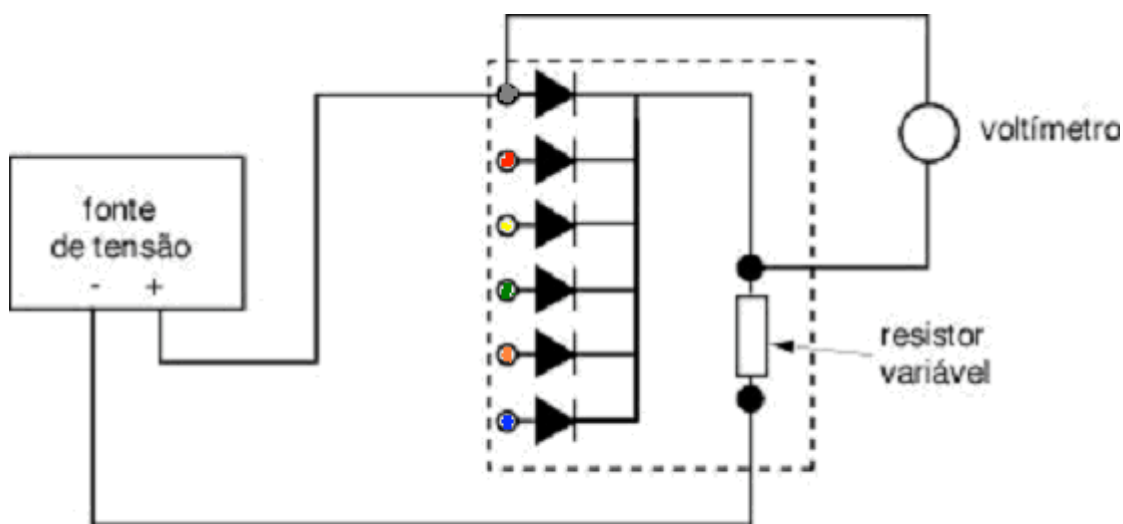 fonte
de tensão
- +
voltímetro
resistor
variável